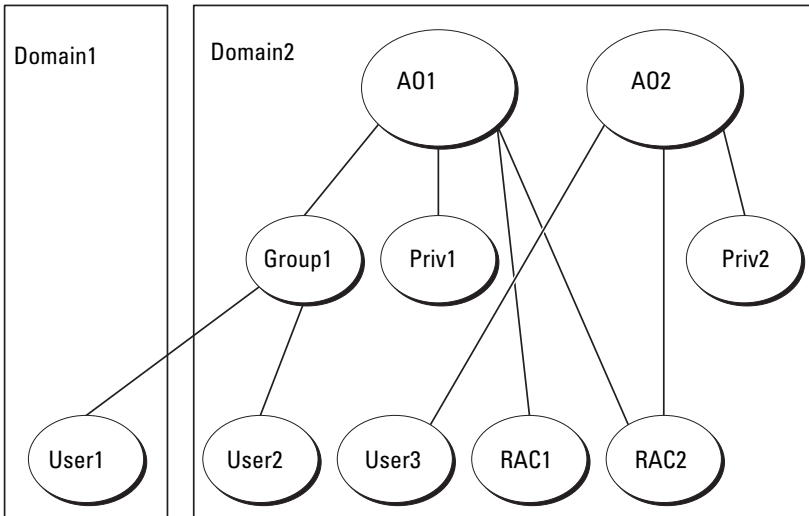 Domain1
Domain2
AO1
AO2
Group1
Priv1
Priv2
User1
User2
User3
RAC1
RAC2